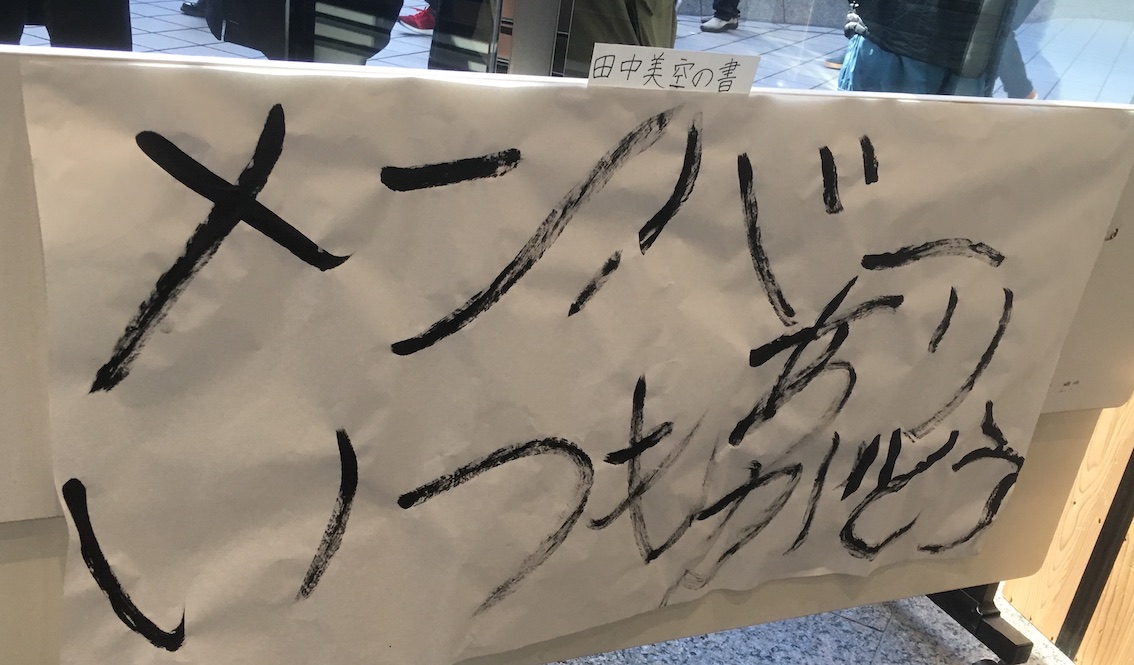 田中美空の書
メンバー
いつもありがとう